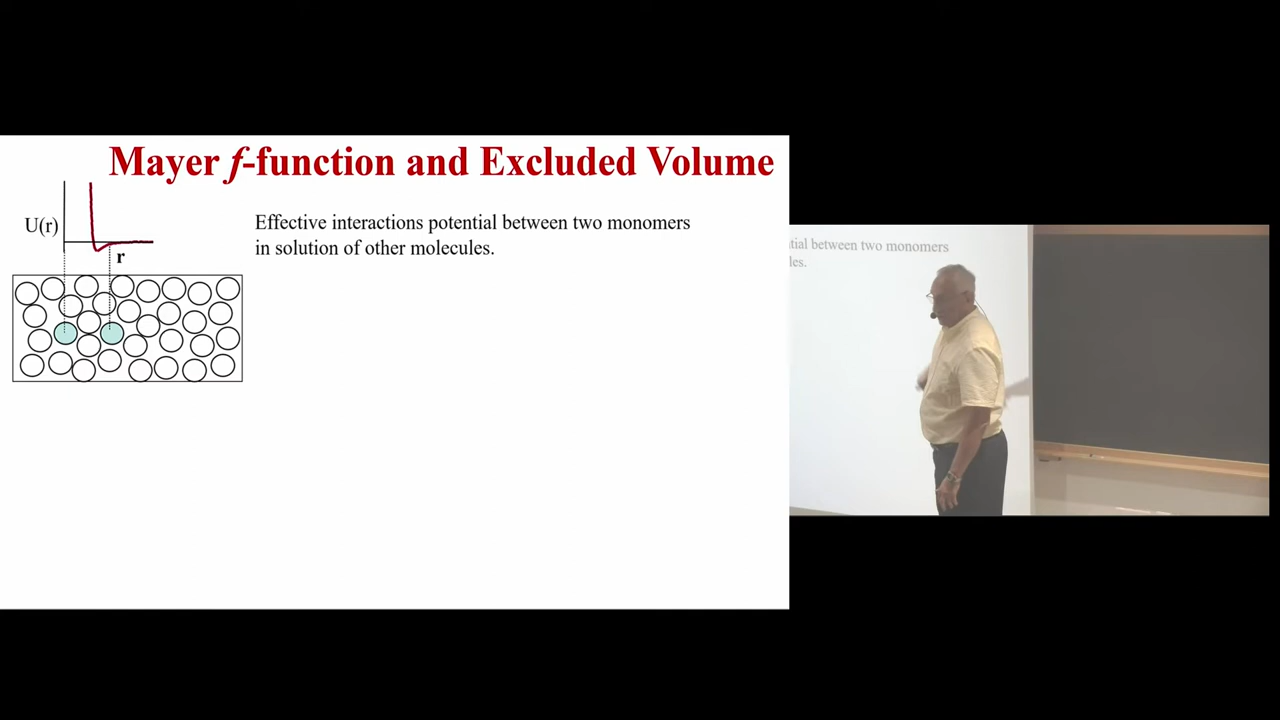 Mayer f-function and Excluded Volume
U(r)
r
Effective interactions potential between two monomers
in solution of other molecules.
tial between two monomers
les.